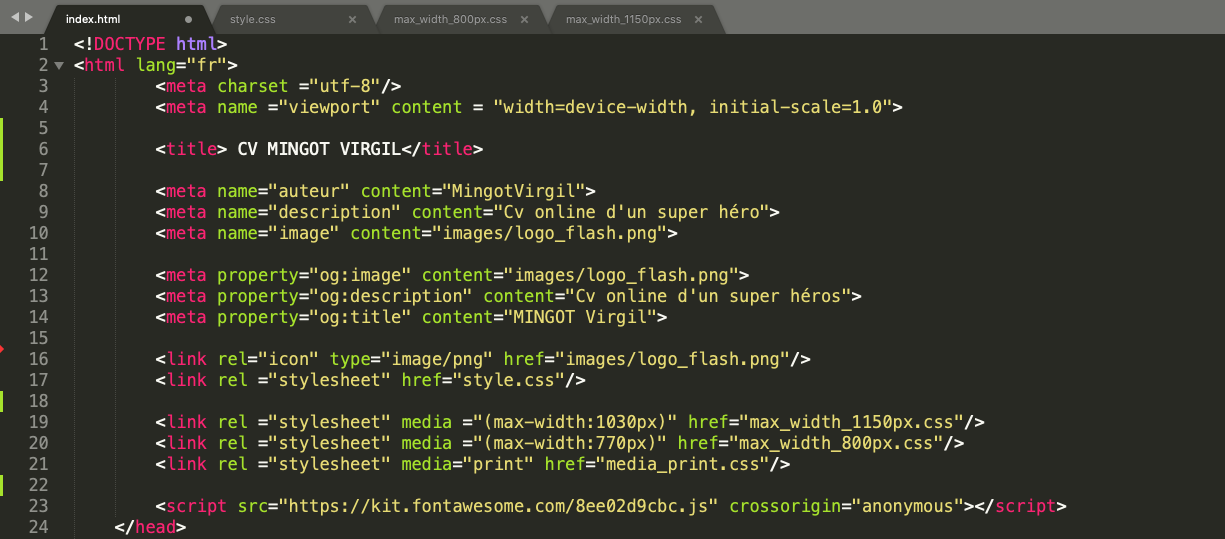 index.html style.css max_width_800px.css max_width_1150px.css
1 <!DOCTYPE html>
2 <html lang="fr">
3 <meta charset ="utf-8"/>
4 <meta name ="viewport" content = "width=device-width, initial-scale=1.0">
5
6 <title> CV MINGOT VIRGIL</title>
7
8 <meta name="auteur" content="MingotVirgil">
9 <meta name="description" content="Cv online d'un super héro">
10 <meta name="image" content="images/logo_flash.png">
11
12 <meta property="og:image" content="images/logo_flash.png">
13 <meta property="og:description" content="Cv online d'un super héros">
14 <meta property="og:title" content="MINGOT Virgil">
15
16 <link rel="icon" type="image/png" href="images/logo_flash.png"/>
17 <link rel ="stylesheet" href="style.css"/>
18
19 <link rel ="stylesheet" media ="(max-width:1030px)" href="max_width_1150px.css"/>
20 <link rel ="stylesheet" media ="(max-width:770px)" href="max_width_800px.css"/>
21 <link rel ="stylesheet" media="print" href="media_print.css"/>
22
23 <script src="https://kit.fontawesome.com/8ee02d9cbc.js" crossorigin="anonymous"></script>
24 </head>